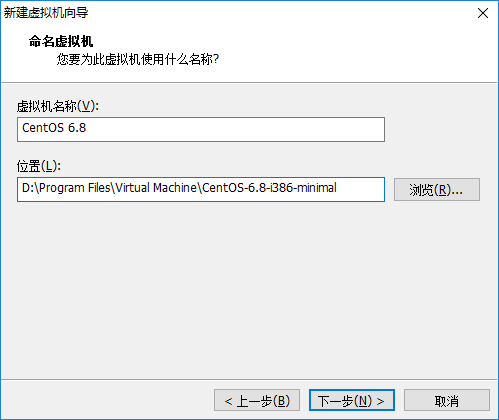 新建虚拟机向导
命名虚拟机
您要为此虚拟机使用什么名称?
虚拟机名称(V):
CentOS 6.8
位置(L):
D:\Program Files\Virtual Machine\CentOS-6.8-i386-minimal
浏览(R)...
< 上一步(B)
下一步(N) >
取消